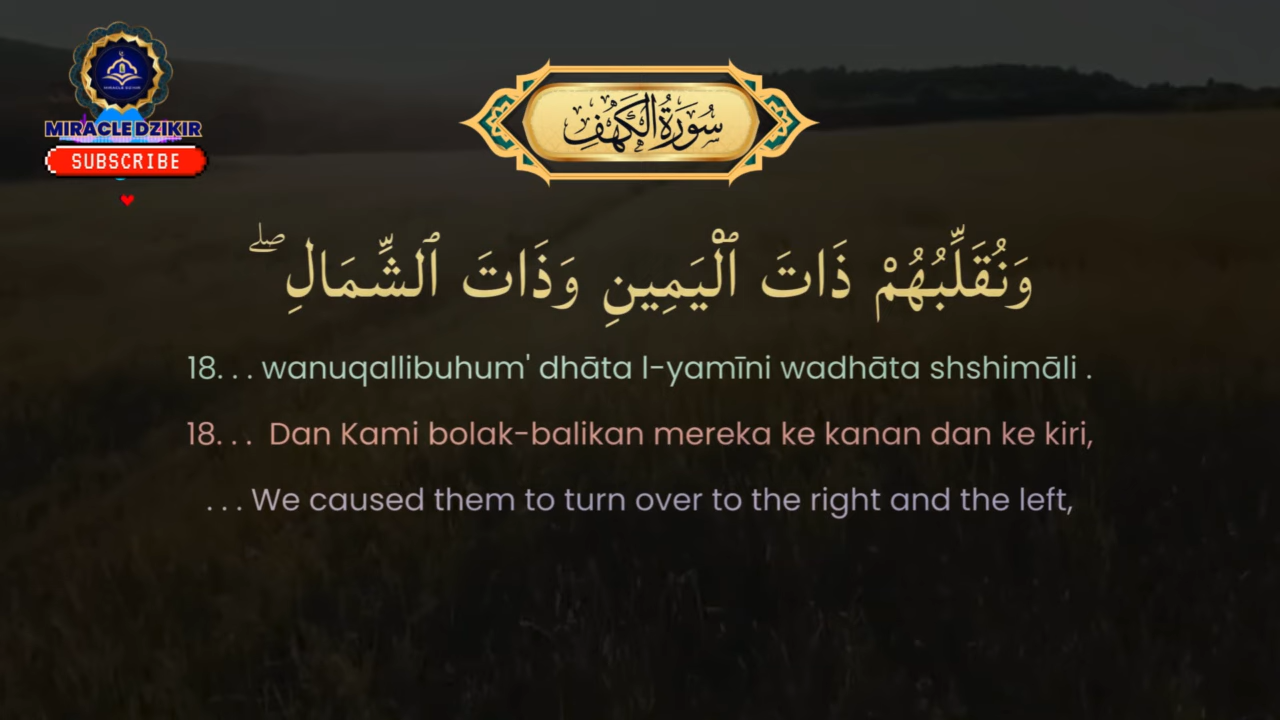 MIRACLE DZIKIR
SUBSCRIBE
سُورَةُ الكَهْفِ
وَنُقَلِّبُهُمْ ذَاتَ ٱلْيَمِينِ وَذَاتَ ٱلشِّمَالِ ۖ
18. . . wanuqallibuhum' dhāta l-yamīni wadhāta shshimāli .
18. . . Dan Kami bolak-balikan mereka ke kanan dan ke kiri,
. . . We caused them to turn over to the right and the left,